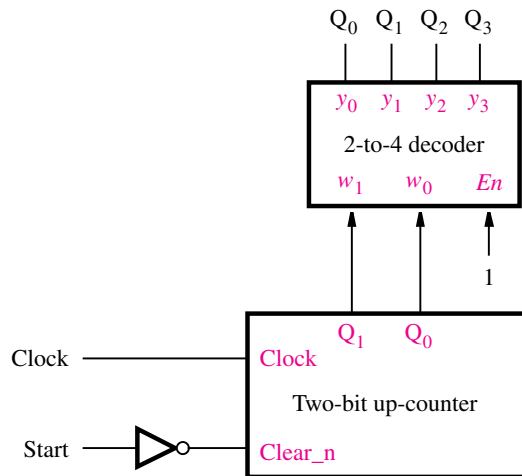 Q₀ Q₁ Q₂ Q₃
y₀ y₁ y₂ y₃
2-to-4 decoder
w₁ w₀ En
1
Q₁ Q₀
Clock Clock
Two-bit up-counter
Start Clear_n